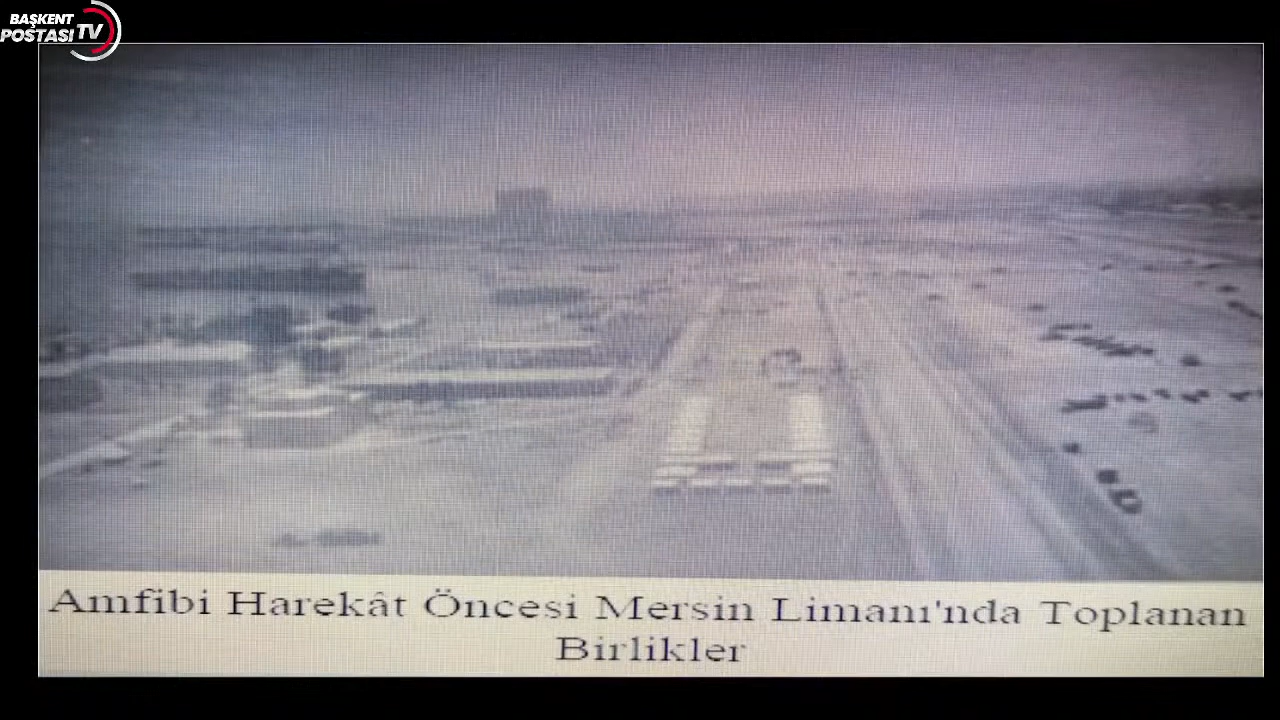 BAŞKENT
POSTASI TV
Amfibi Harekât Öncesi Mersin Limanı'nda Toplanan
Birlikler